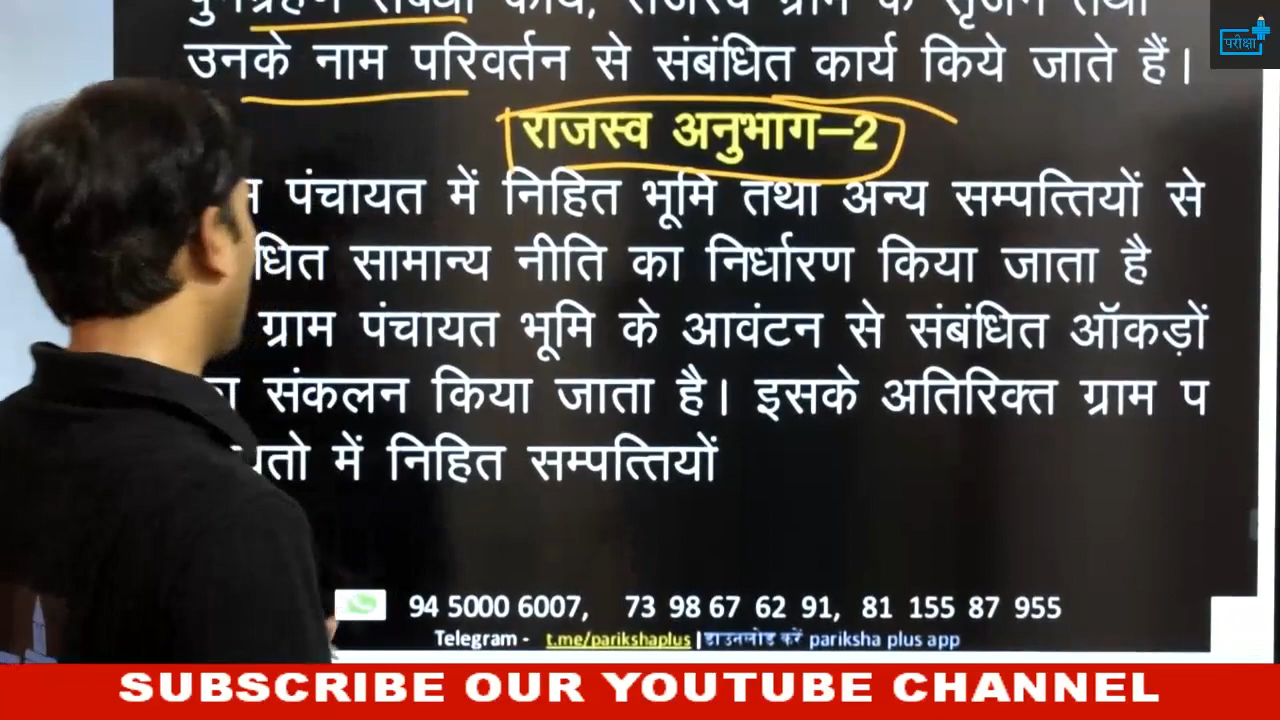 परीक्षा
उनके नाम परिवर्तन से संबंधित कार्य किये जाते हैं।
राजस्व अनुभाग–2
पंचायत में निहित भूमि तथा अन्य सम्पत्तियों से
धित सामान्य नीति का निर्धारण किया जाता है
ग्राम पंचायत भूमि के आवंटन से संबंधित ऑकड़ों
संकलन किया जाता है। इसके अतिरिक्त ग्राम प
तो में निहित सम्पत्तियों
94 5000 6007, 73 98 67 62 91, 81 155 87 955
Telegram - t.me/parikshaplus | डाउनलोड करें pariksha plus app
SUBSCRIBE OUR YOUTUBE CHANNEL